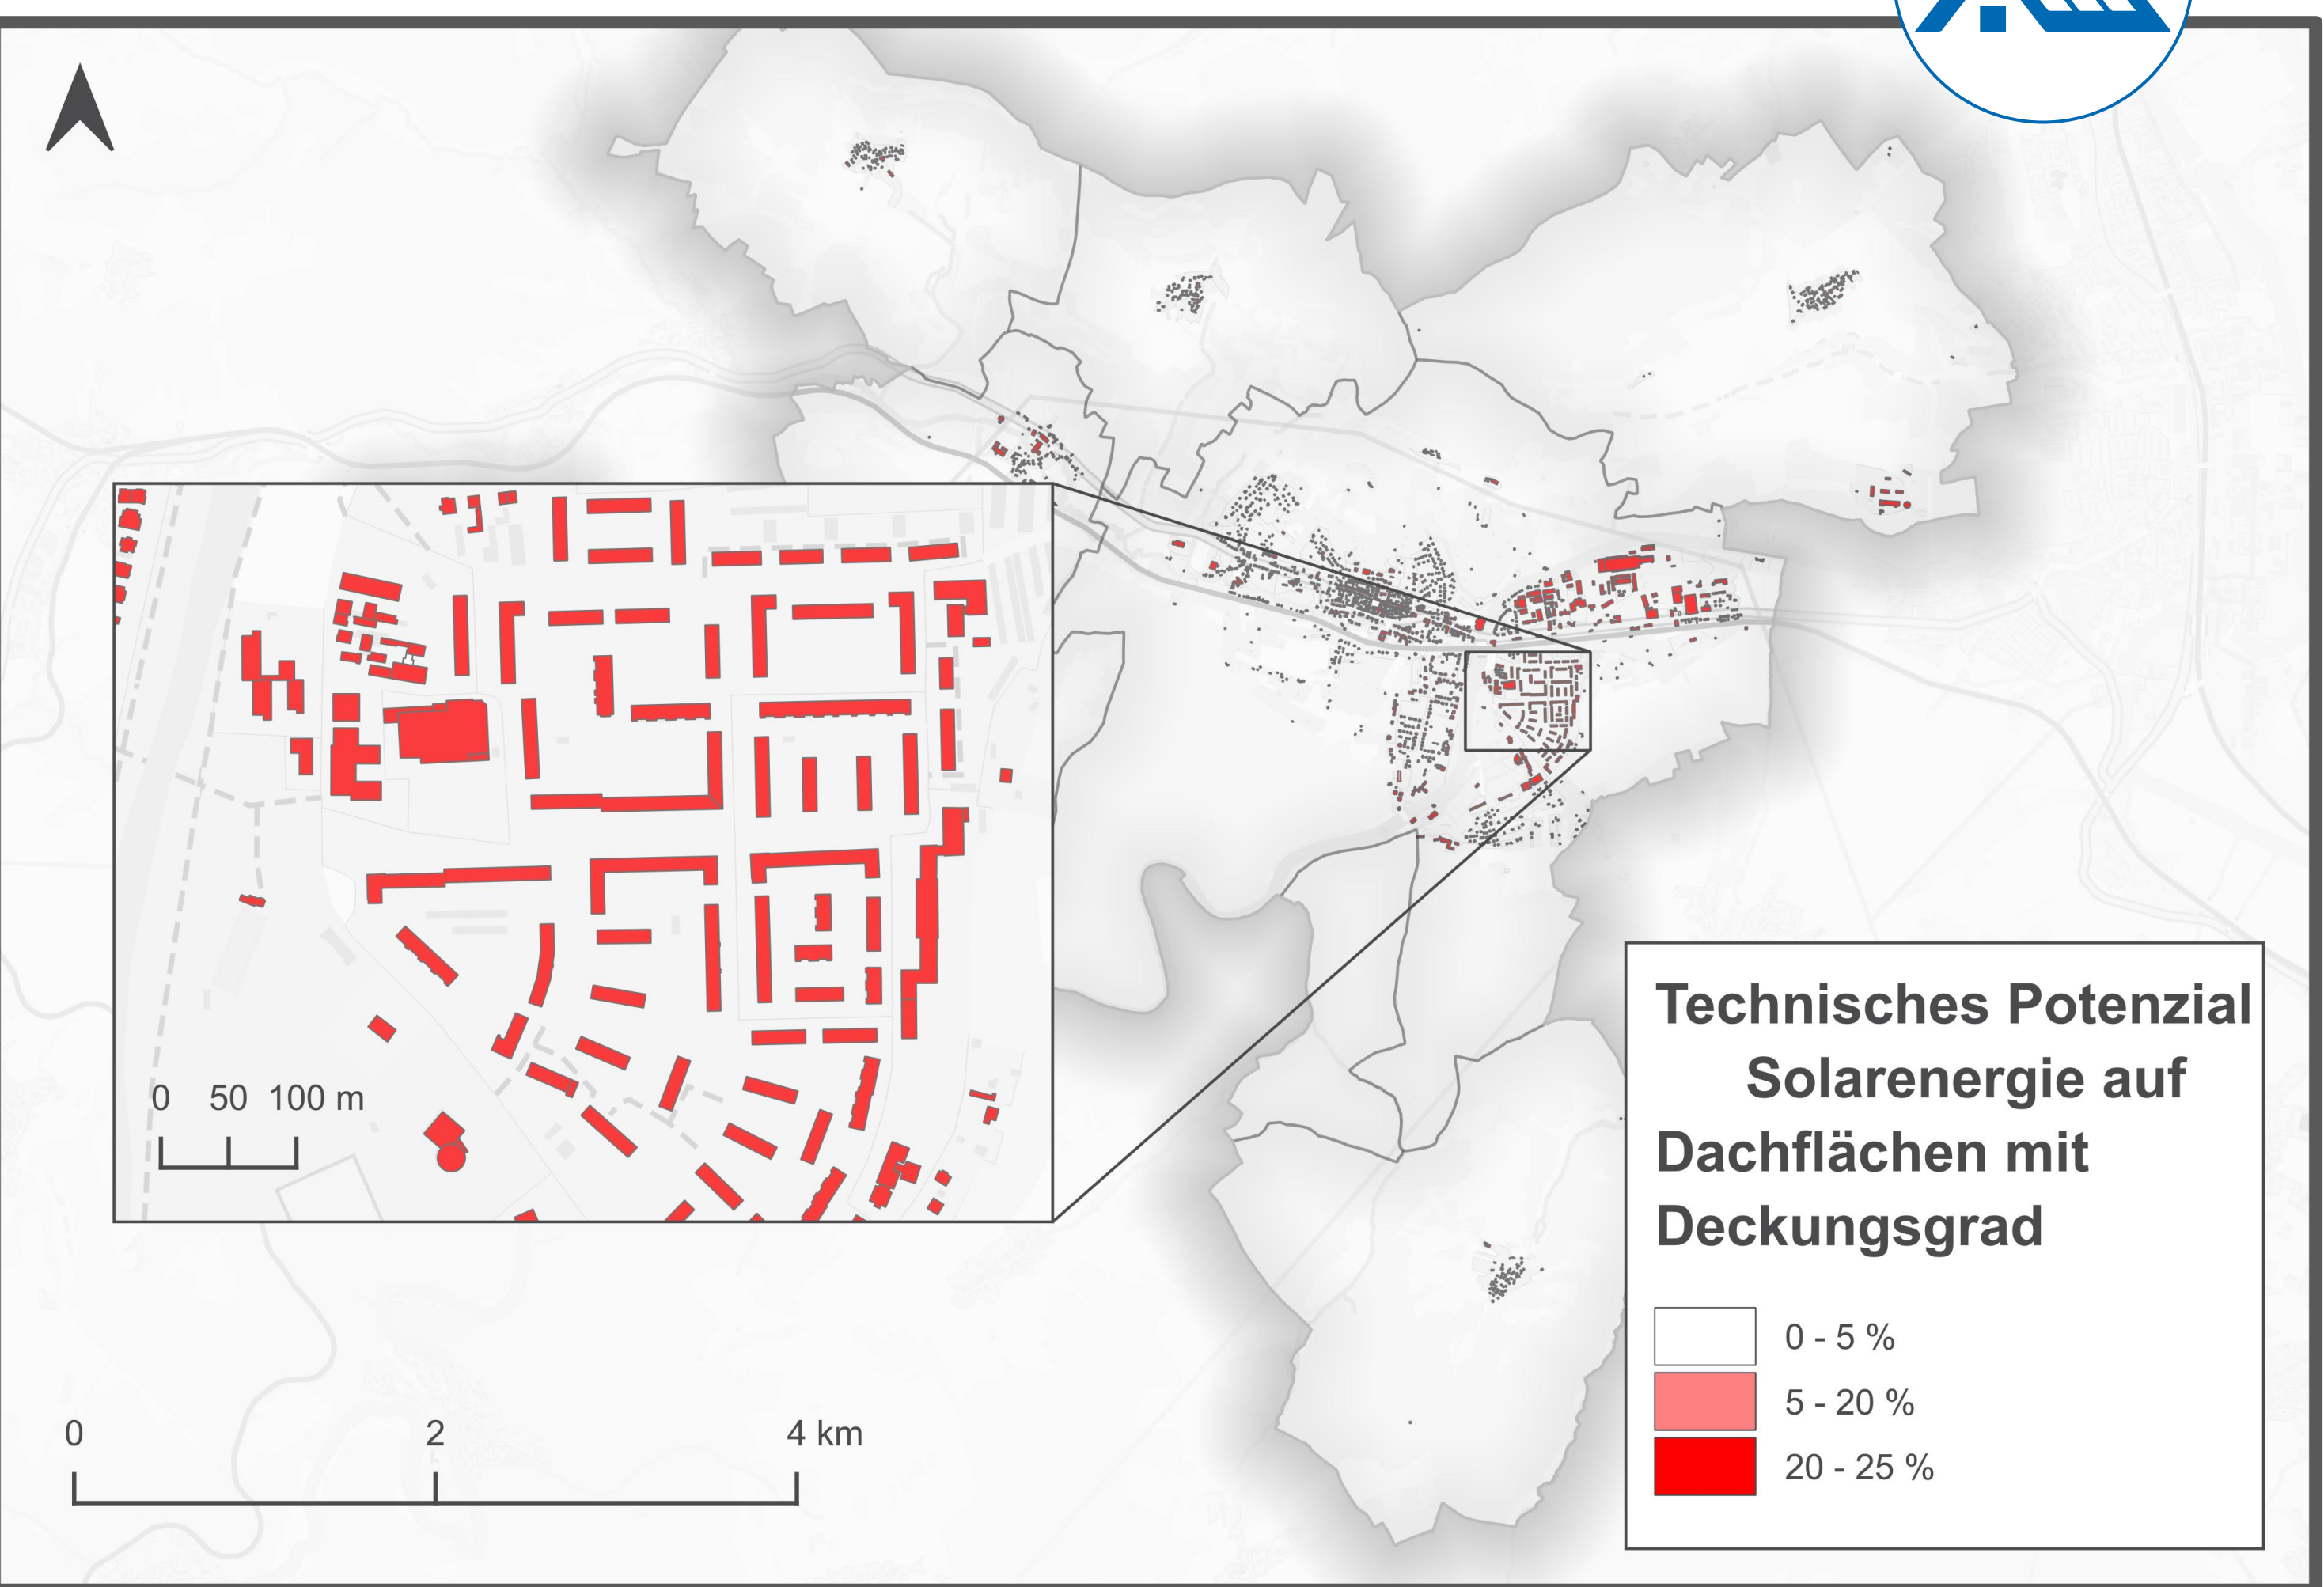 0 50 100 m
0 2 4 km
Technisches Potenzial
Solarenergie auf
Dachflächen mit
Deckungsgrad
0 - 5 %
5 - 20 %
20 - 25 %